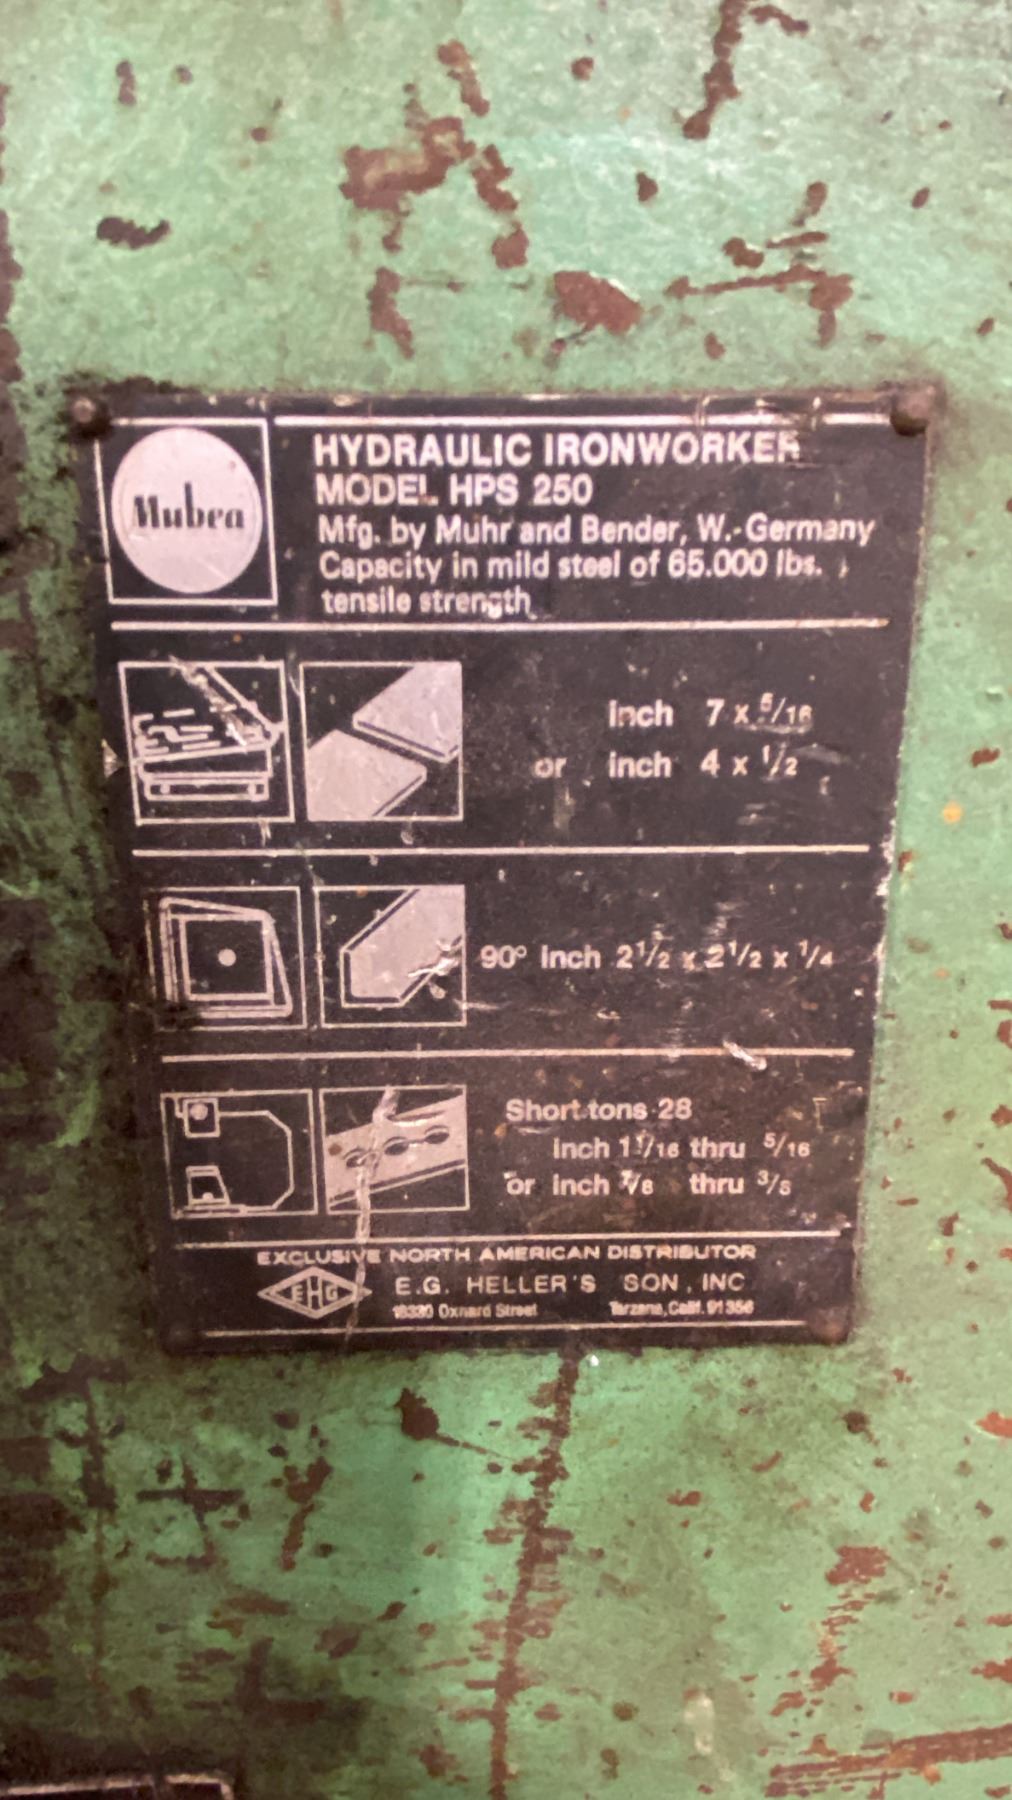 Mubea
HYDRAULIC IRONWORKER
MODEL HPS 250
Mfg. by Muhr and Bender, W.-Germany
Capacity in mild steel of 65.000 lbs.
tensile strength
inch 7 x 5/16
or inch 4 x 1/2
90° inch 2 1/2 x 2 1/2 x 1/4
Short tons 28
inch 1 1/16 thru 5/16
or inch 7/8 thru 3/8
EXCLUSIVE NORTH AMERICAN DISTRIBUTOR
EHG
E.G. HELLER'S SON, INC
Oxnard Street Tarzana, Calif. 91356